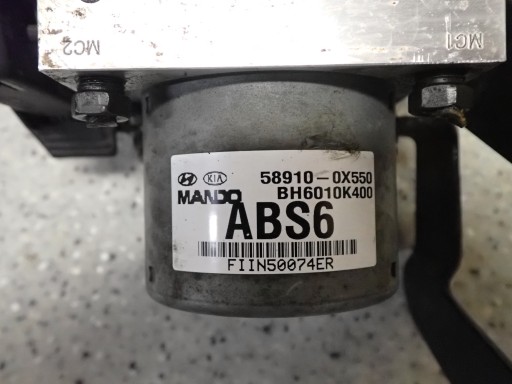 MC2 MC1
KIA 58910-0X550
MANDO BH6010K400
ABS6
FIIN50074ER